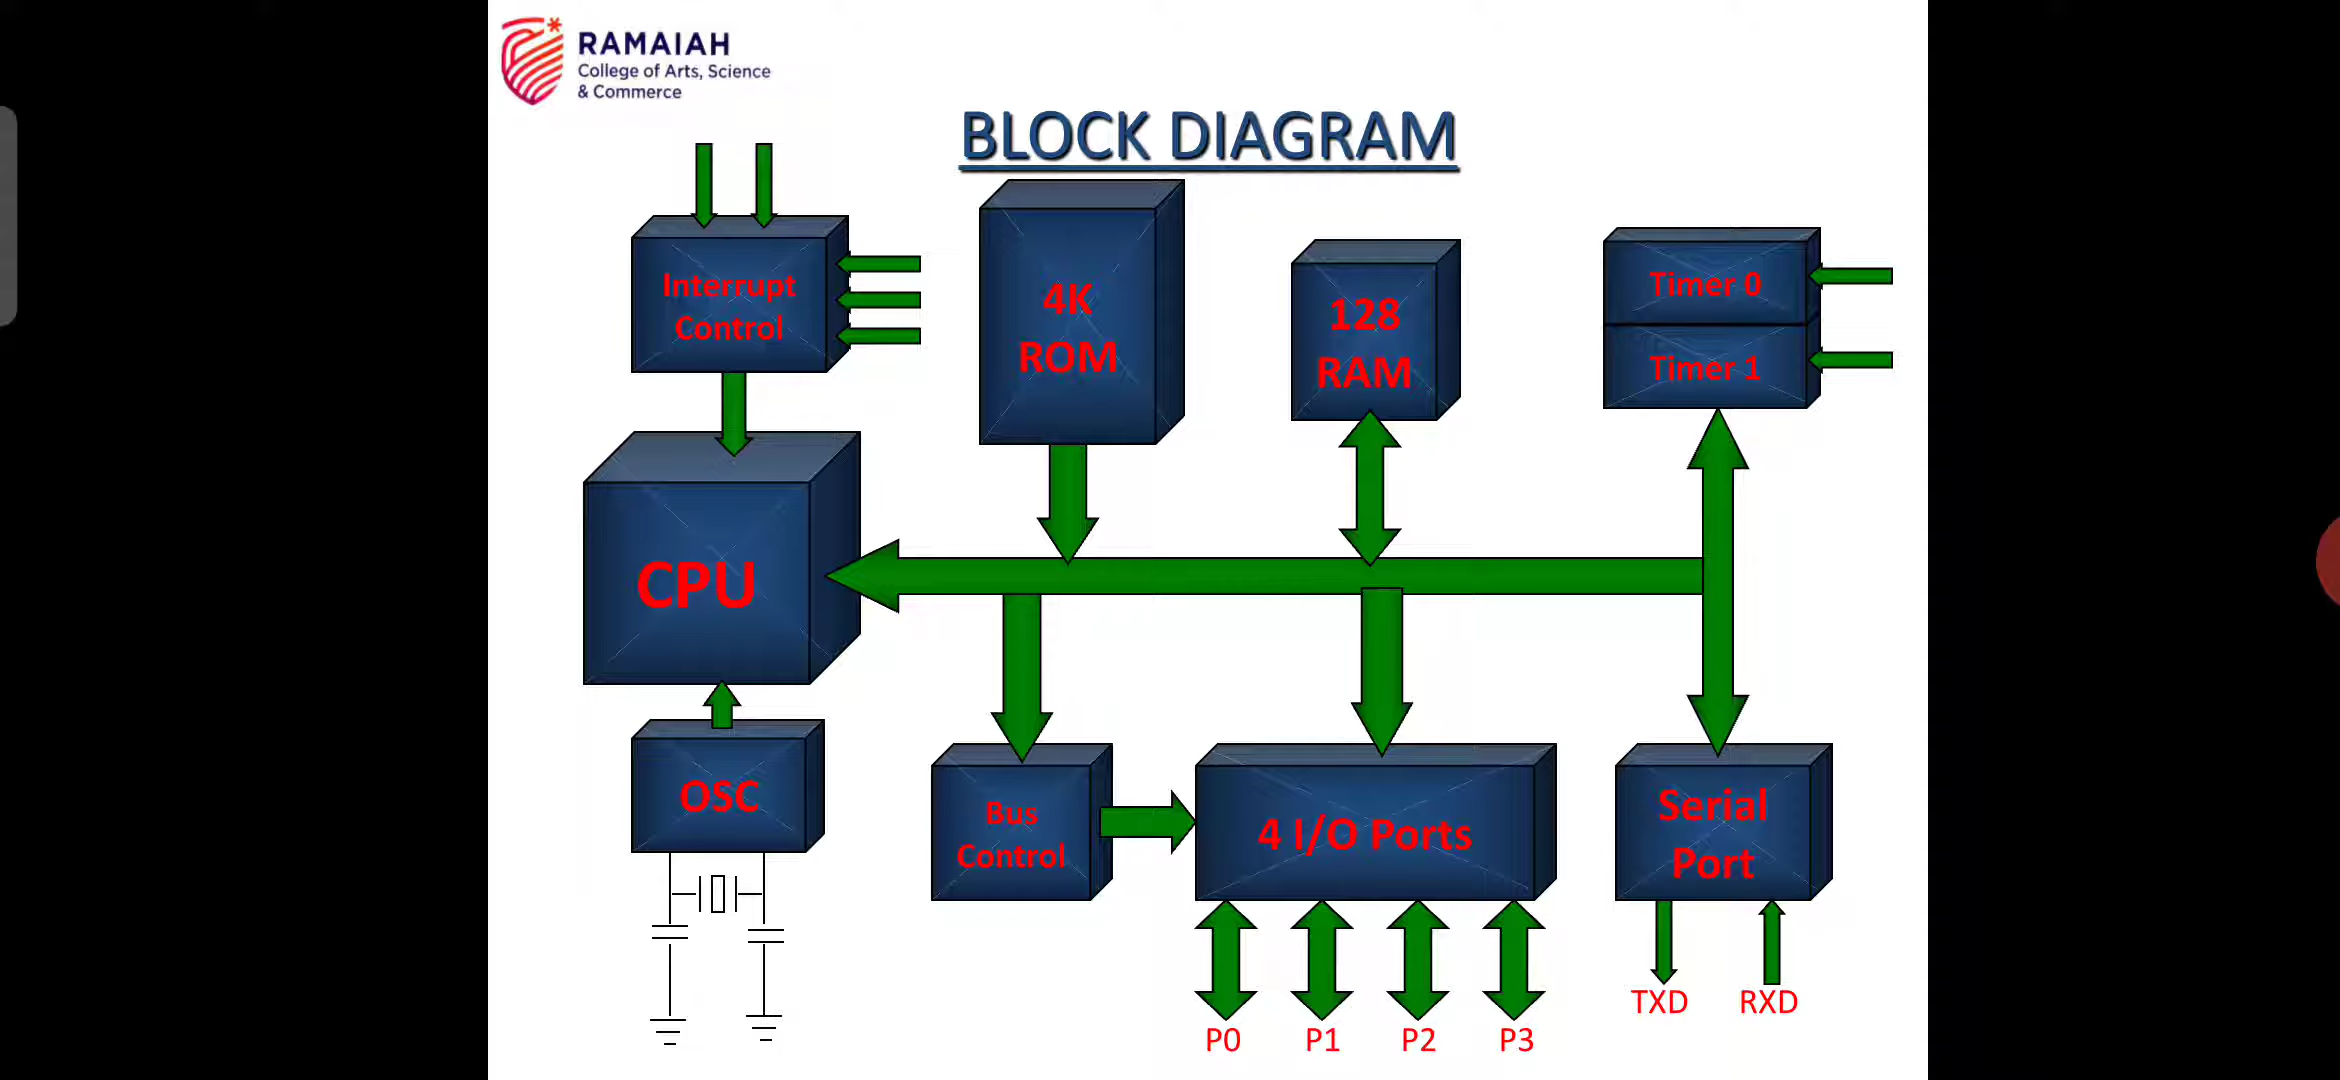 RAMAIAH
College of Arts, Science
& Commerce
BLOCK DIAGRAM
Interrupt
Control
4K
ROM
128
RAM
Timer 0
Timer 1
CPU
OSC
Bus
Control
4 I/O Ports
Serial
Port
TXD
RXD
P0
P1
P2
P3